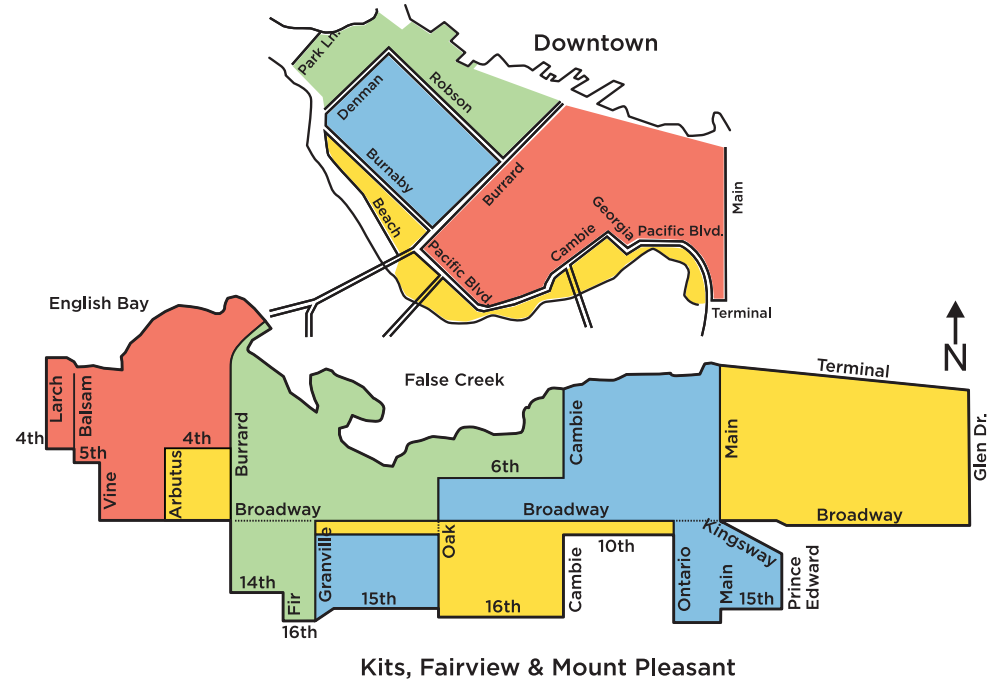 Downtown
Park Ln.
Robson
Denman
Burnaby
Beach
Burrard
Georgia
Cambie
Pacific Blvd.
Main
Pacific Blvd
Terminal
English Bay
N
False Creek
Terminal
Larch
Balsam
4th
4th
5th
Vine
Arbutus
Burrard
6th
Cambie
Main
Glen Dr.
Broadway
Broadway
Broadway
Granville
Oak
Cambie
10th
Kingsway
Ontario
Main
15th
Prince
Edward
14th
Fir
16th
15th
16th
Kits, Fairview & Mount Pleasant